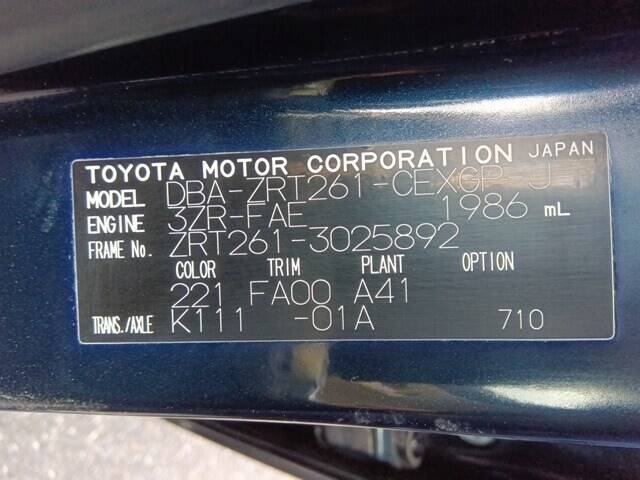 TOYOTA MOTOR CORPORATION JAPAN
MODEL DBA-ZRT261-CEXGP J
ENGINE 3ZR-FAE 1986 mL
FRAME No. ZRT261-3025892
COLOR TRIM PLANT OPTION
221 FA00 A41
TRANS./AXLE K111 -01A 710